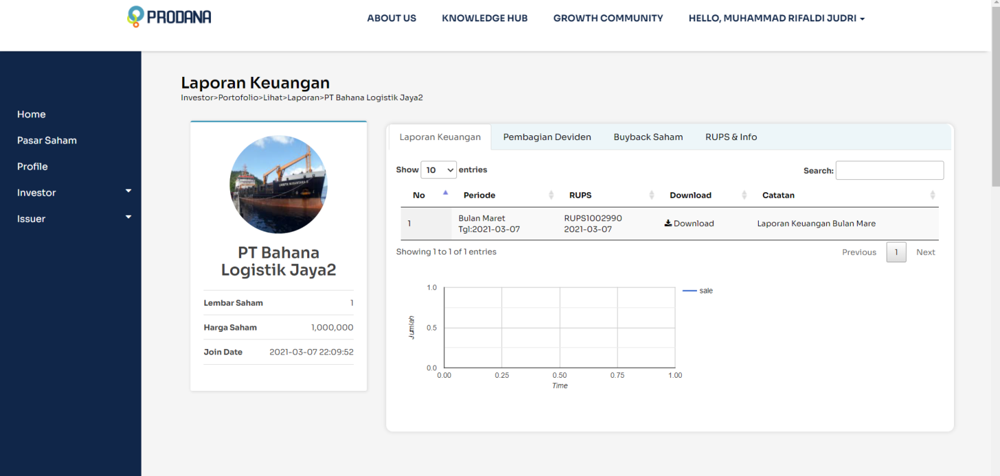 PRODANA
ABOUT US
KNOWLEDGE HUB
GROWTH COMMUNITY
HELLO, MUHAMMAD RIFALDI JUDRI
Home
Pasar Saham
Profile
Investor
Issuer
Laporan Keuangan
Investor>Portofolio>Lihat>Laporan>PT Bahana Logistik Jaya2
PT Bahana
Logistik Jaya2
Lembar Saham 1
Harga Saham 1,000,000
Join Date 2021-03-07 22:09:52
Laporan Keuangan Pembagian Deviden Buyback Saham RUPS & Info
Show 10 entries Search:
No Periode RUPS Download Catatan
1 Bulan Maret RUPS1002990 Download Laporan Keuangan Bulan Mare
Tgl:2021-03-07 2021-03-07
Showing 1 to 1 of 1 entries Previous 1 Next
1.0
0.5
0.0
Jumlah
0.00 0.25 0.50 0.75 1.00
Time
sale